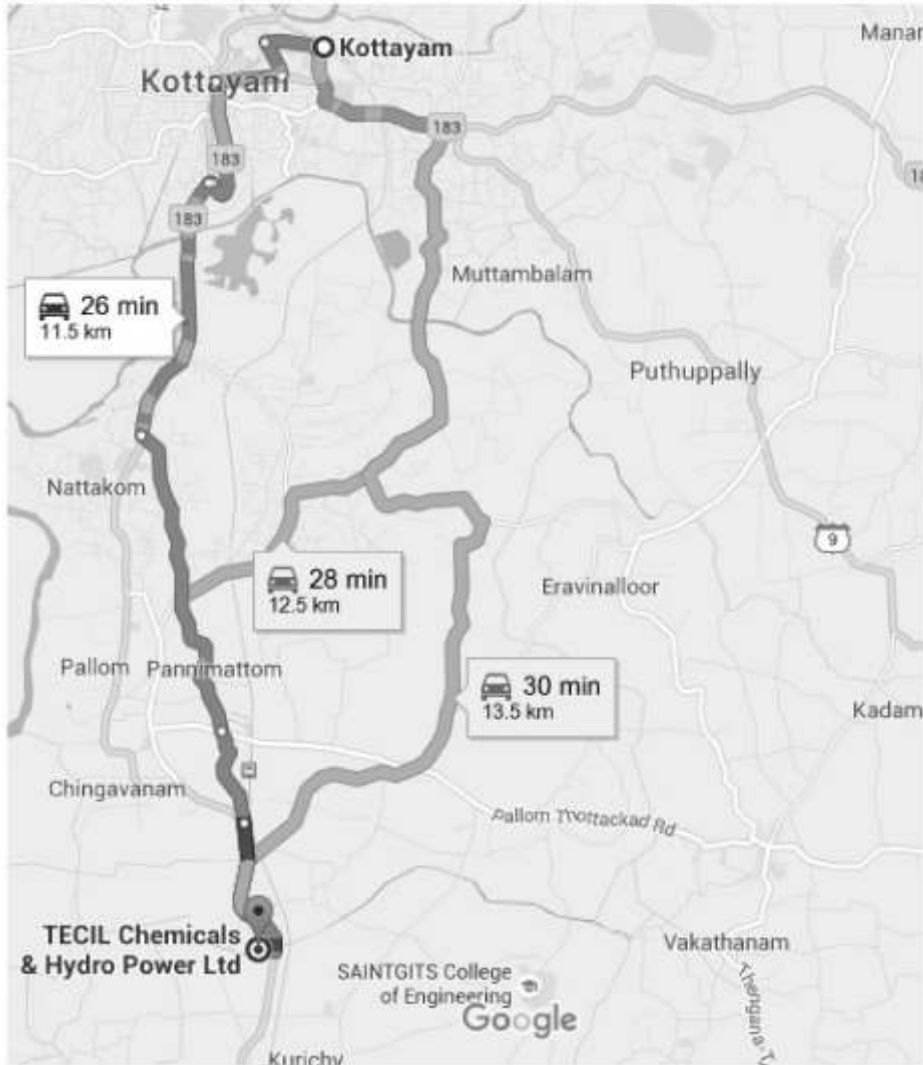 Manar
Kottayam
Kottayam
183
183
18
183
Muttambalam
26 min
11.5 km
Puthuppally
Nattakom
9
28 min
12.5 km
Eravinalloor
Pallom
Pannimattom
30 min
13.5 km
Kadam
Chingavanam
Pallom Thottackad Rd
TECIL Chemicals
& Hydro Power Ltd
Vakathanam
SAINTGITS College
of Engineering
Google
Thengana-T
Kurichy